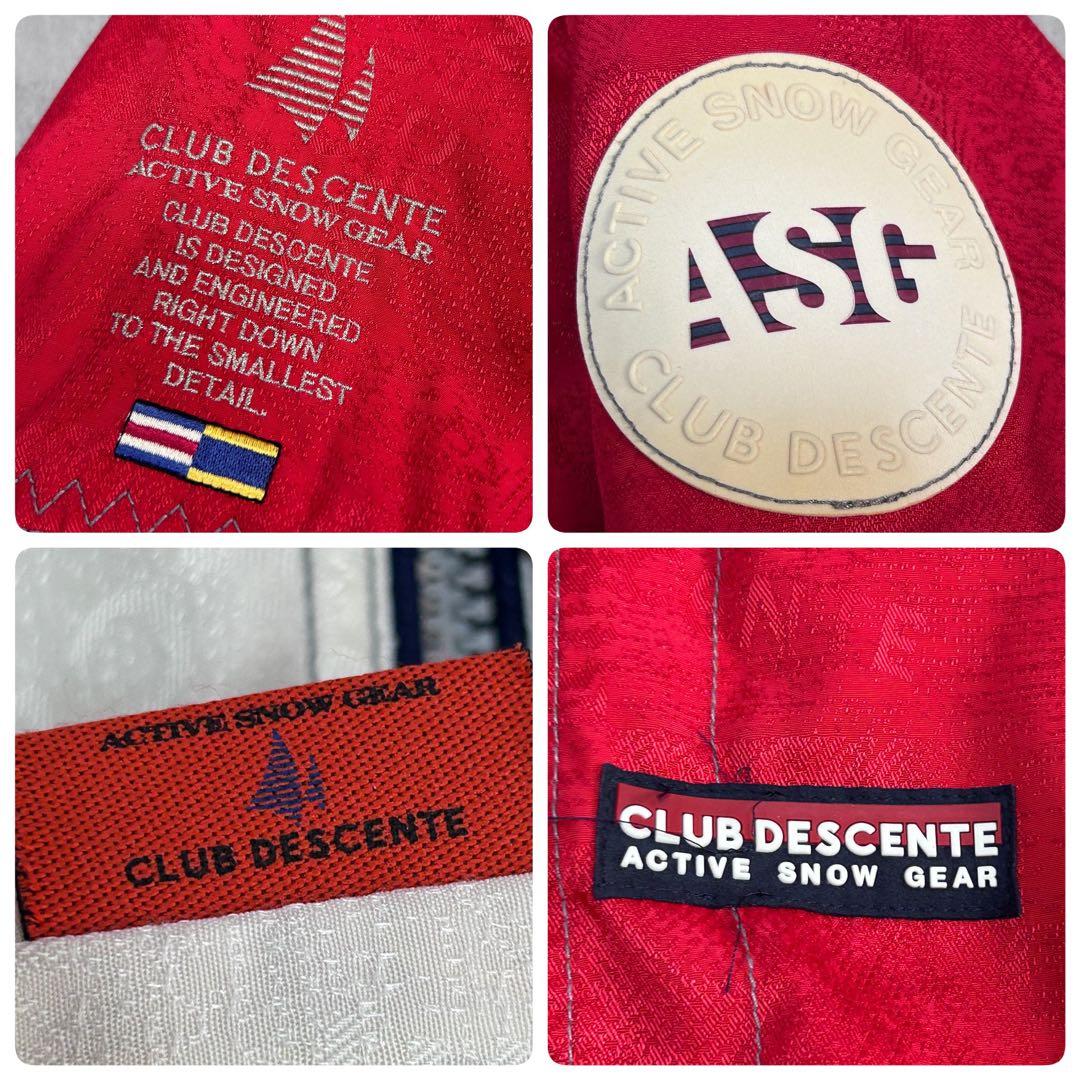 CLUB DESCENTE
ACTIVE SNOW GEAR
CLUB DESCENTE
IS DESIGNED
AND ENGINEERED
RIGHT DOWN
TO THE SMALLEST
DETAIL.
ACTIVE SNOW GEAR
ASG
CLUB DESCENTE
ACTIVE SNOW GEAR
CLUB DESCENTE
CLUB DESCENTE
ACTIVE SNOW GEAR